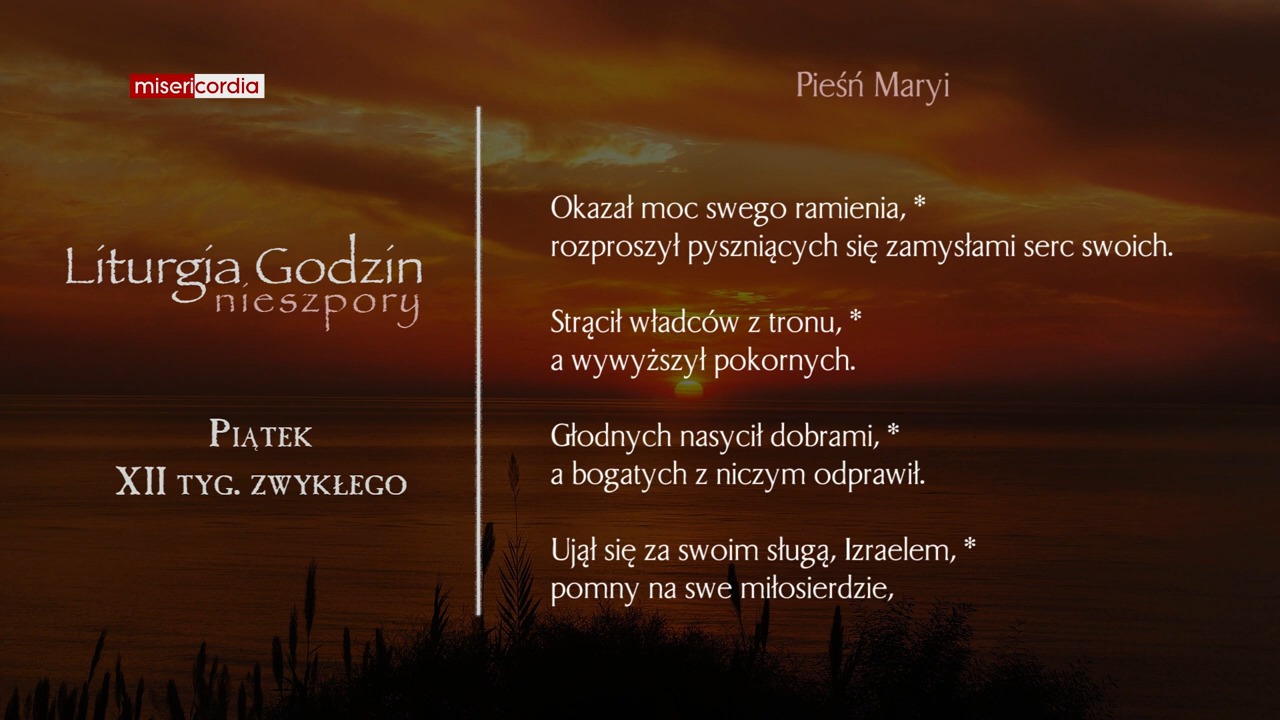 misericordia
Liturgia Godzin
nieszpory
Piątek
XII tyg. zwykłego
Pieśń Maryi
Okazał moc swego ramienia, *
rozproszył pyszniących się zamysłami serc swoich.
Strącił władców z tronu, *
a wywyższył pokornych.
Głodnych nasycił dobrami, *
a bogatych z niczym odprawił.
Ujął się za swoim sługą, Izraelem, *
pomny na swe miłosierdzie,